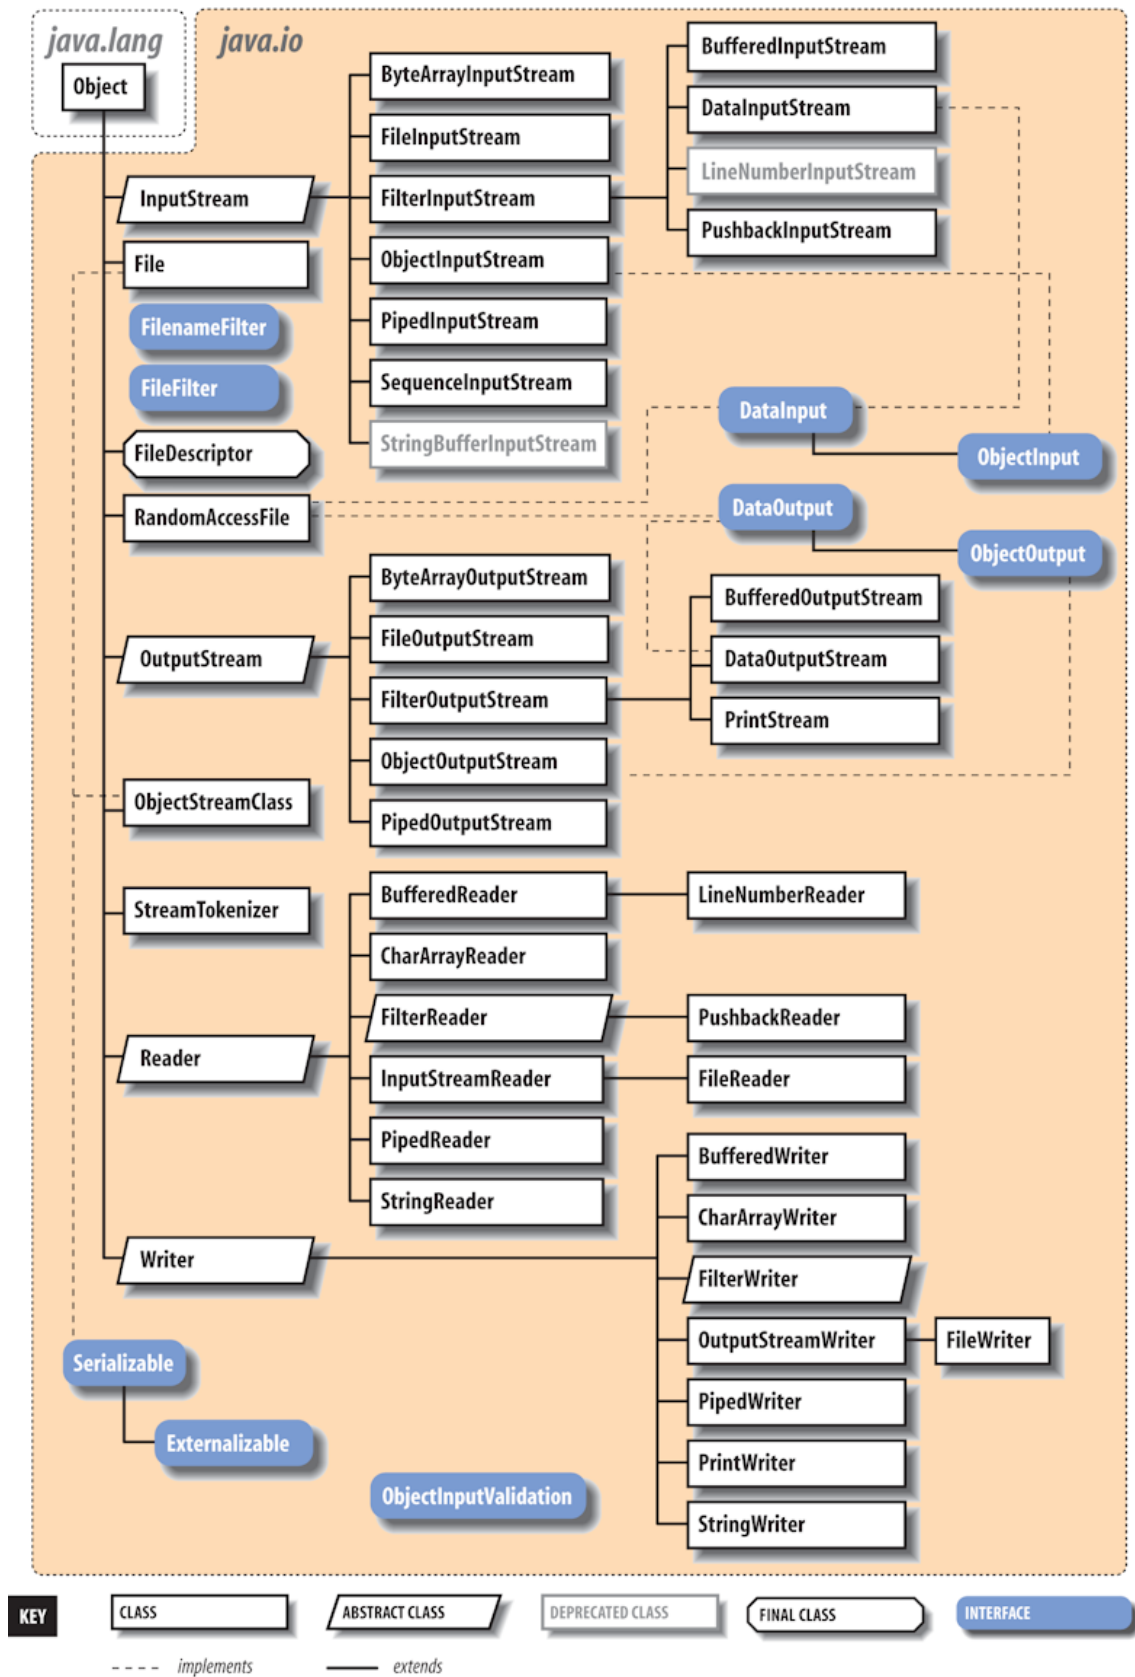 java.lang
java.io
Object
InputStream
File
FilenameFilter
FileFilter
FileDescriptor
RandomAccessFile
OutputStream
ObjectStreamClass
StreamTokenizer
Reader
Writer
Serializable
Externalizable
ByteArrayInputStream
FileInputStream
FilterInputStream
ObjectInputStream
PipedInputStream
SequenceInputStream
StringBufferInputStream
BufferedInputStream
DataInputStream
LineNumberInputStream
PushbackInputStream
DataInput
ObjectInput
DataOutput
ObjectOutput
ByteArrayOutputStream
FileOutputStream
FilterOutputStream
ObjectOutputStream
PipedOutputStream
BufferedOutputStream
DataOutputStream
PrintStream
BufferedReader
CharArrayReader
FilterReader
InputStreamReader
PipedReader
StringReader
LineNumberReader
PushbackReader
FileReader
BufferedWriter
CharArrayWriter
FilterWriter
OutputStreamWriter
FileWriter
PipedWriter
PrintWriter
StringWriter
ObjectInputValidation
KEY
CLASS
ABSTRACT CLASS
DEPRECATED CLASS
FINAL CLASS
INTERFACE
implements
extends